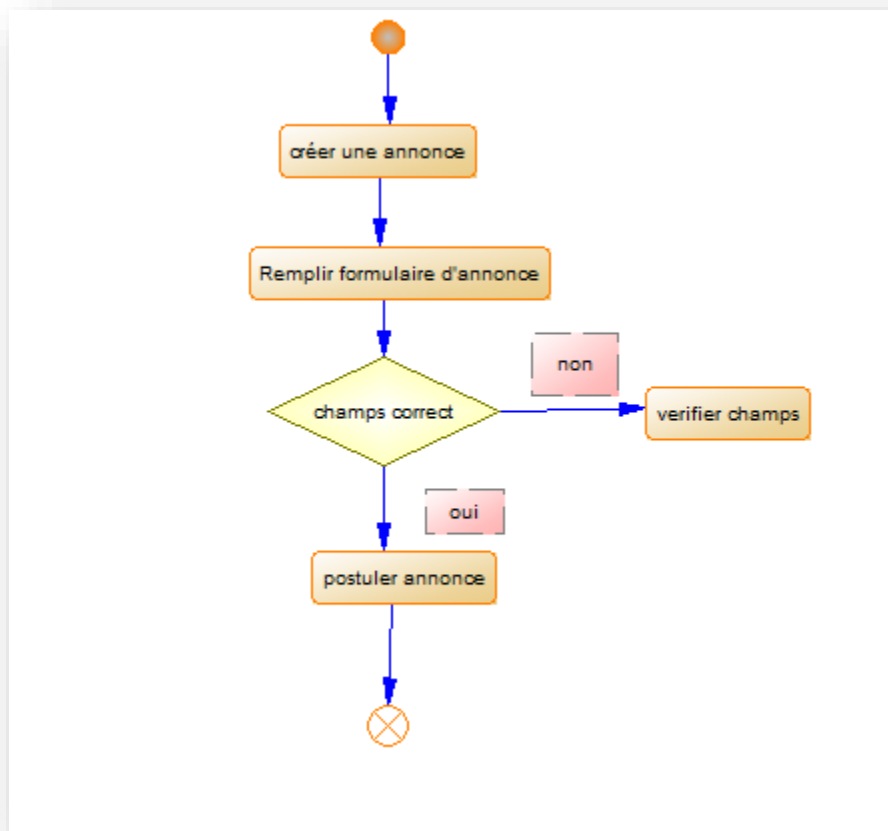 créer une annonce
Remplir formulaire d'annonce
non
champs correct
verifier champs
oui
postuler annonce